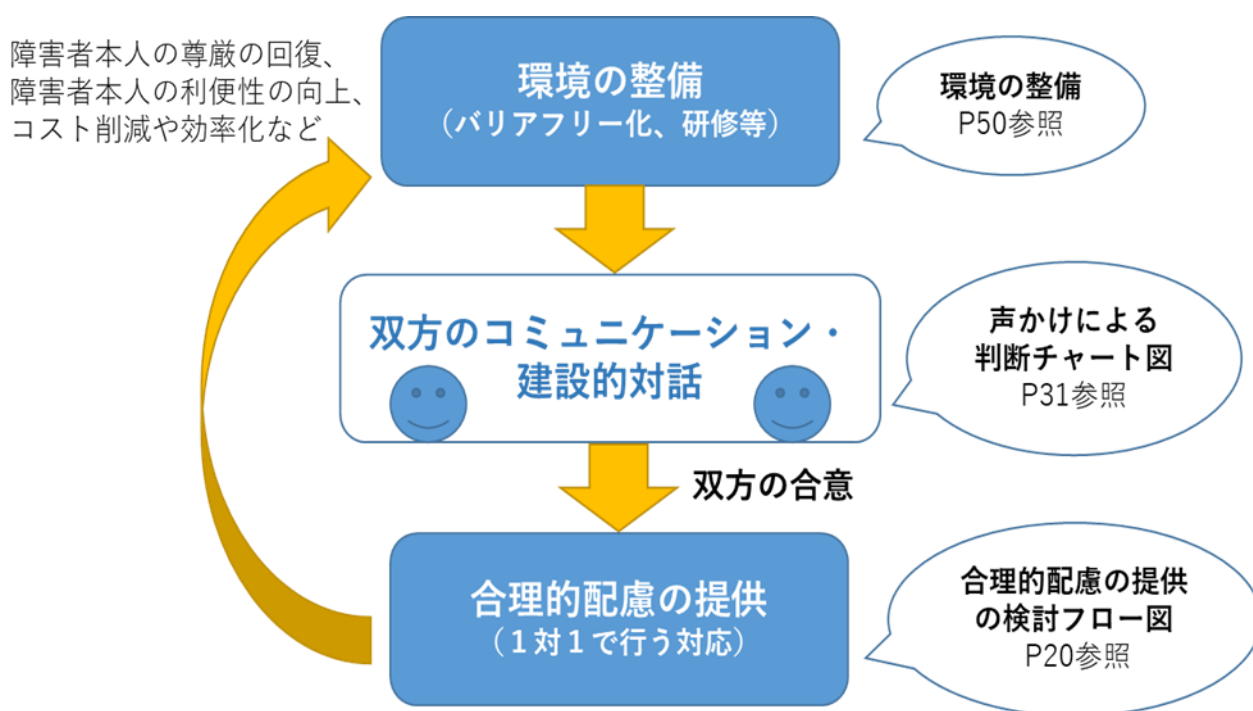 障害者本人の尊厳の回復、
障害者本人の利便性の向上、
コスト削減や効率化など
環境の整備
（バリアフリー化、研修等）
環境の整備
P50参照
双方のコミュニケーション・
建設的対話
声かけによる
判断チャート図
P31参照
双方の合意
合理的配慮の提供
（１対１で行う対応）
合理的配慮の提供
の検討フロー図
P20参照